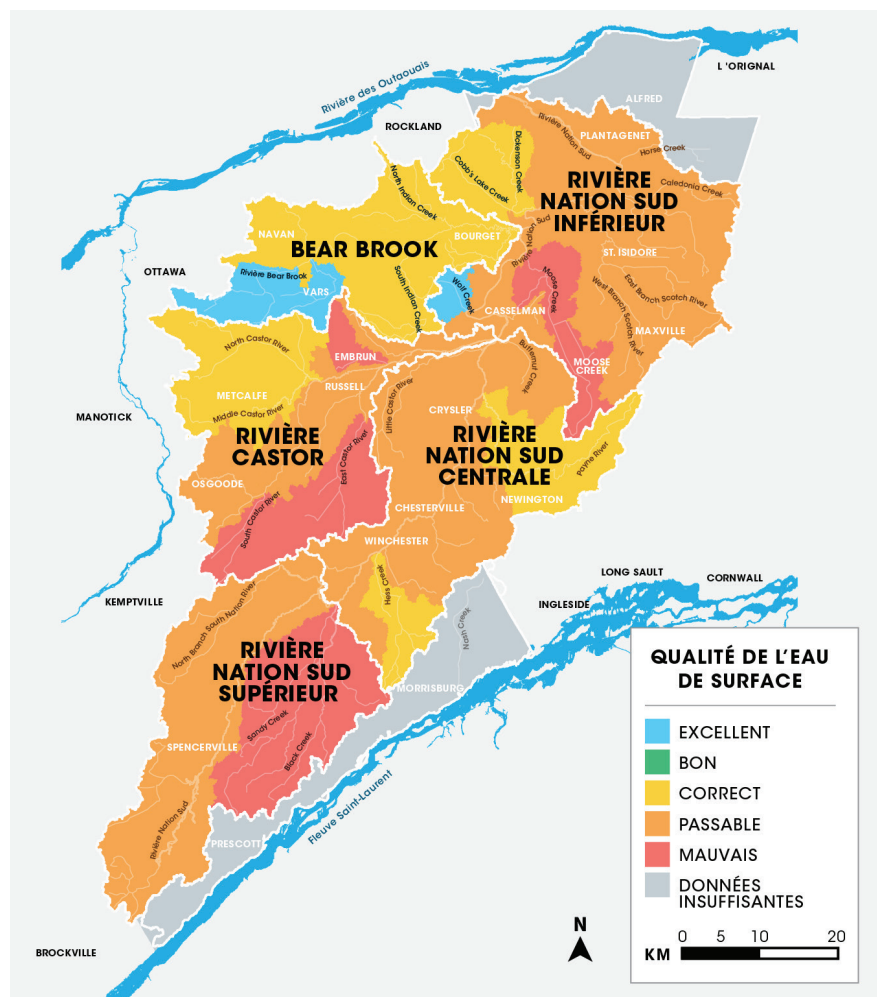 L 'ORIGNAL
Rivière des Outaouais
ALFRED
ROCKLAND
Rivière Nation Sud
PLANTAGENET
Dickenson Creek
Horse Creek
Cobb's Lake Creek
North Indian Creek
Caledonia Creek
RIVIÈRE
NATION SUD
INFÉRIEUR
NAVAN
BOURGET
Rivière Nation Sud
BEAR BROOK
ST. ISIDORE
OTTAWA
Rivière Bear Brook
VARS
South Indian Creek
Wolf Creek
Moose Creek
West Branch Scotch River
East Branch Scotch River
CASSELMAN
MAXVILLE
North Castor River
EMBRUN
Butternut Creek
MOOSE
CREEK
RUSSELL
METCALFE
Little Castor River
MANOTICK
Middle Castor River
CRYSLER
RIVIÈRE
CASTOR
RIVIÈRE
NATION SUD
CENTRALE
East Castor River
Payne River
OSGOODE
NEWINGTON
South Castor River
CHESTERVILLE
WINCHESTER
Hess Creek
KEMPTVILLE
North Branch South Nation River
LONG SAULT
CORNWALL
INGLESIDE
Noath Creek
RIVIÈRE
NATION SUD
SUPÉRIEUR
MORRISBURG
Sandy Creek
SPENCERVILLE
Black Creek
Rivière Nation Sud
PRESCOTT
Fleuve Saint-Laurent
BROCKVILLE
QUALITÉ DE L'EAU
DE SURFACE
EXCELLENT
BON
CORRECT
PASSABLE
MAUVAIS
DONNÉES
INSUFFISANTES
N
0 5 10 20
KM